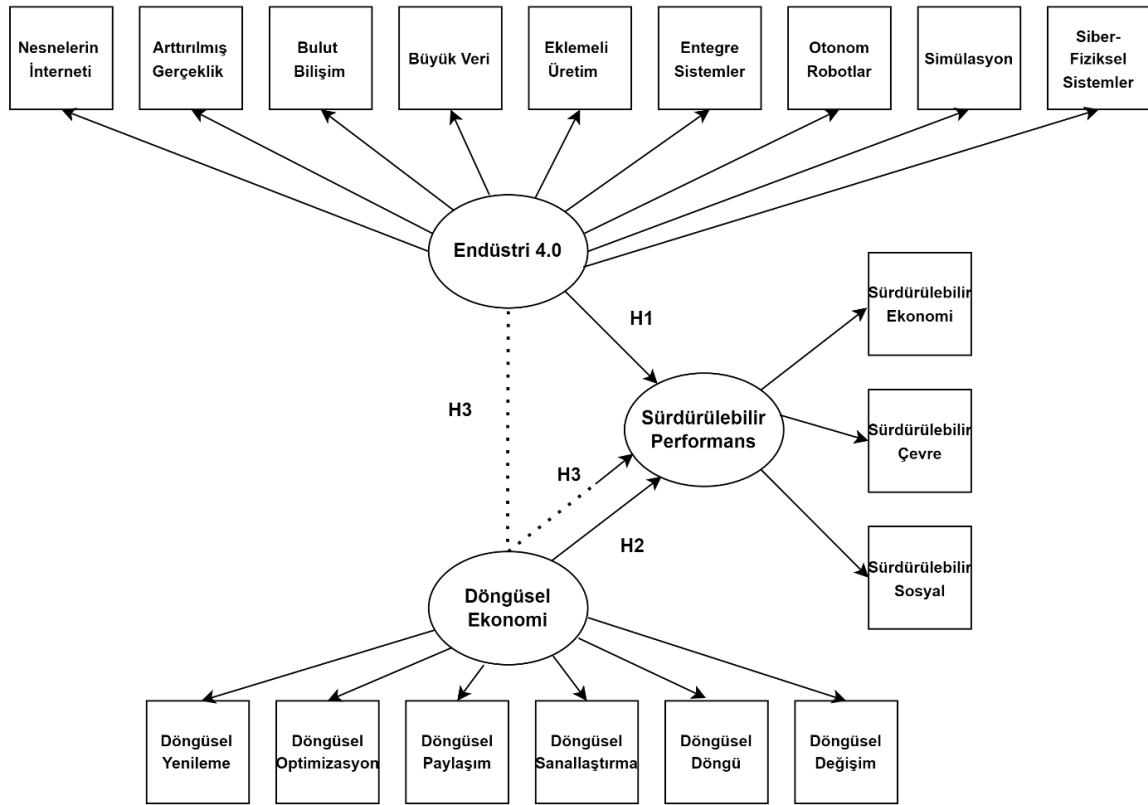 Nesnelerin
İnterneti
Arttırılmış
Gerçeklik
Bulut
Bilişim
Büyük Veri
Eklemeli
Üretim
Entegre
Sistemler
Otonom
Robotlar
Simülasyon
Siber-
Fiziksel
Sistemler
Endüstri 4.0
H1
H3
Sürdürülebilir
Performans
Sürdürülebilir
Ekonomi
Sürdürülebilir
Çevre
Sürdürülebilir
Sosyal
H3
H2
Döngüsel
Ekonomi
Döngüsel
Yenileme
Döngüsel
Optimizasyon
Döngüsel
Paylaşım
Döngüsel
Sanallaştırma
Döngüsel
Döngü
Döngüsel
Değişim